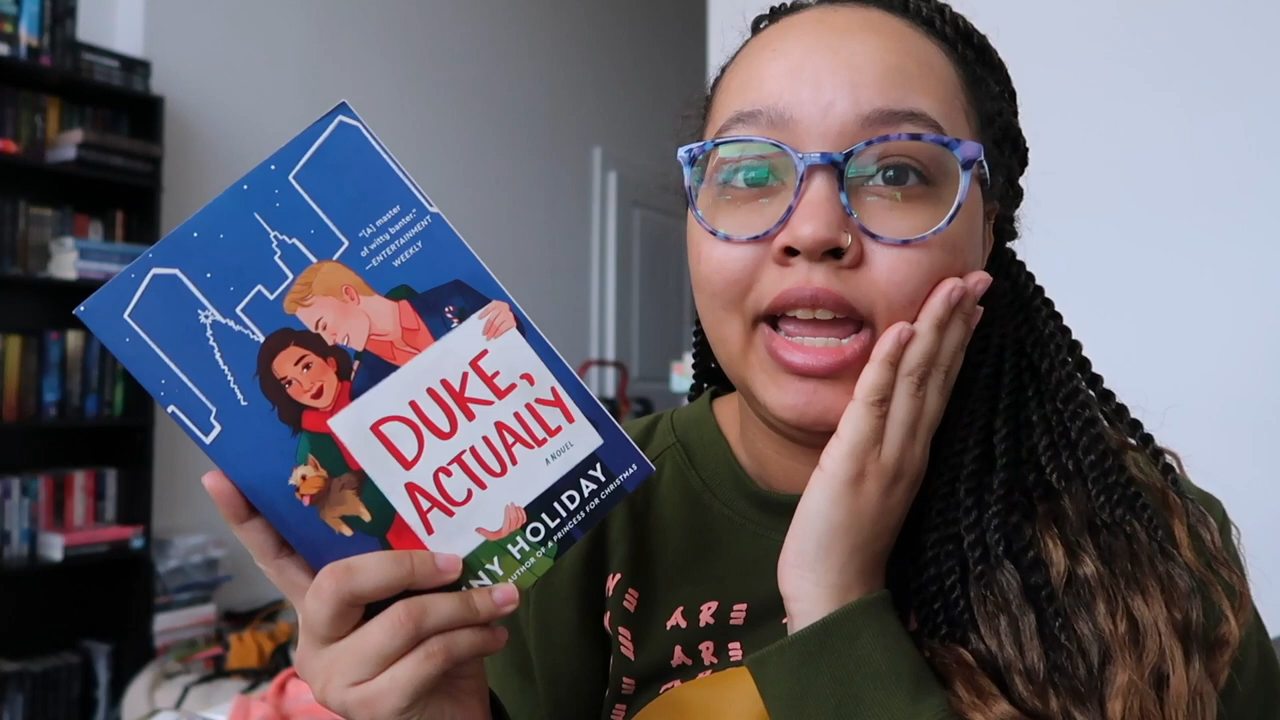 "[A] master
of witty banter."
—ENTERTAINMENT
WEEKLY
DUKE,
ACTUALLY
A NOVEL
NY HOLIDAY
AUTHOR OF A PRINCESS FOR CHRISTMAS
ARE
ARE